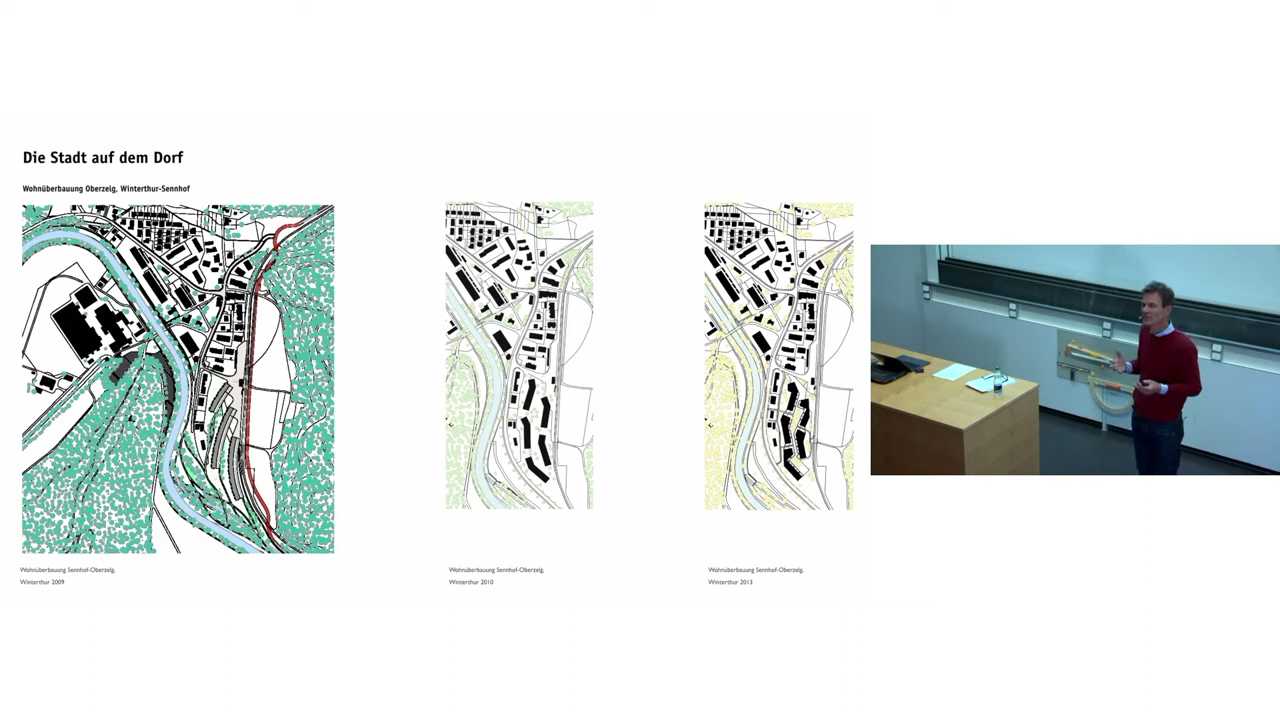 Die Stadt auf dem Dorf
Wohnüberbauung Oberzelg, Winterthur-Sennhof
Wohnüberbauung Sennhof-Oberzelg,
Winterthur 2009
Wohnüberbauung Sennhof-Oberzelg,
Winterthur 2010
Wohnüberbauung Sennhof-Oberzelg,
Winterthur 2013